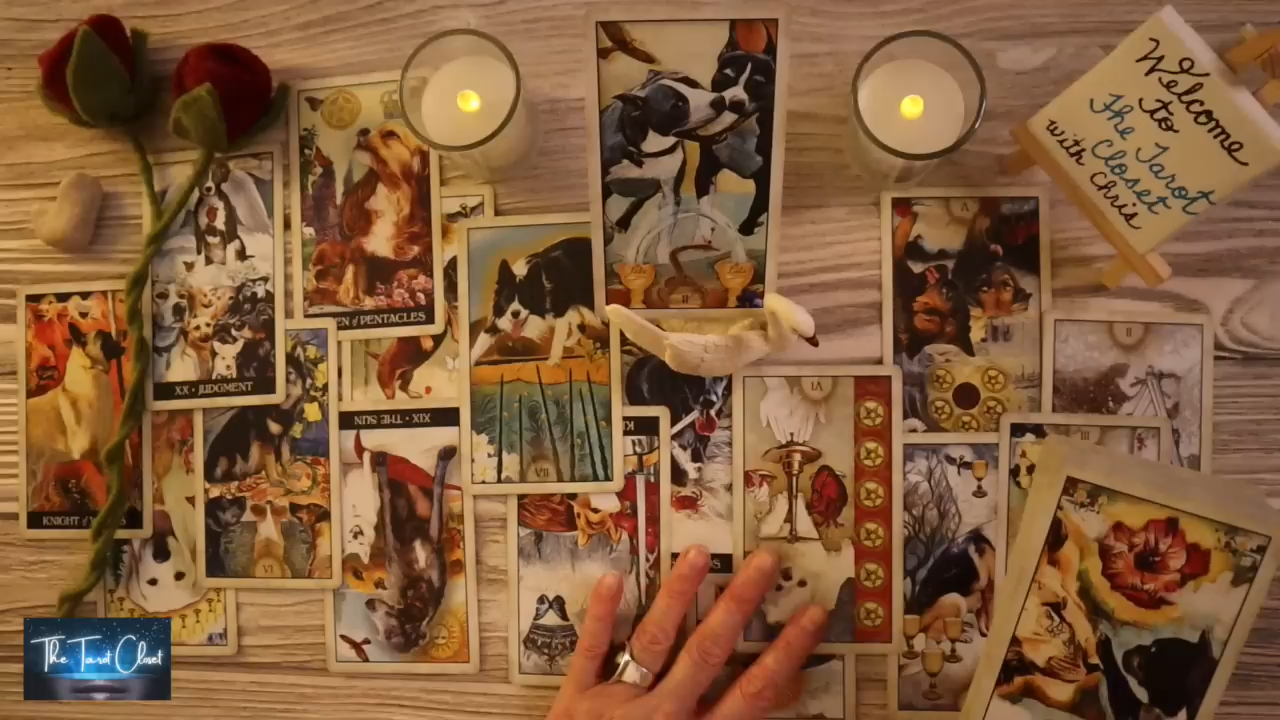 Welcome
to
The Tarot
Closet
with Chris
II
V
II
III
XX • JUDGMENT
EEN of PENTACLES
XIX • THE SUN
VII
VI
KNIGHT of W
VI
The Tarot Closet